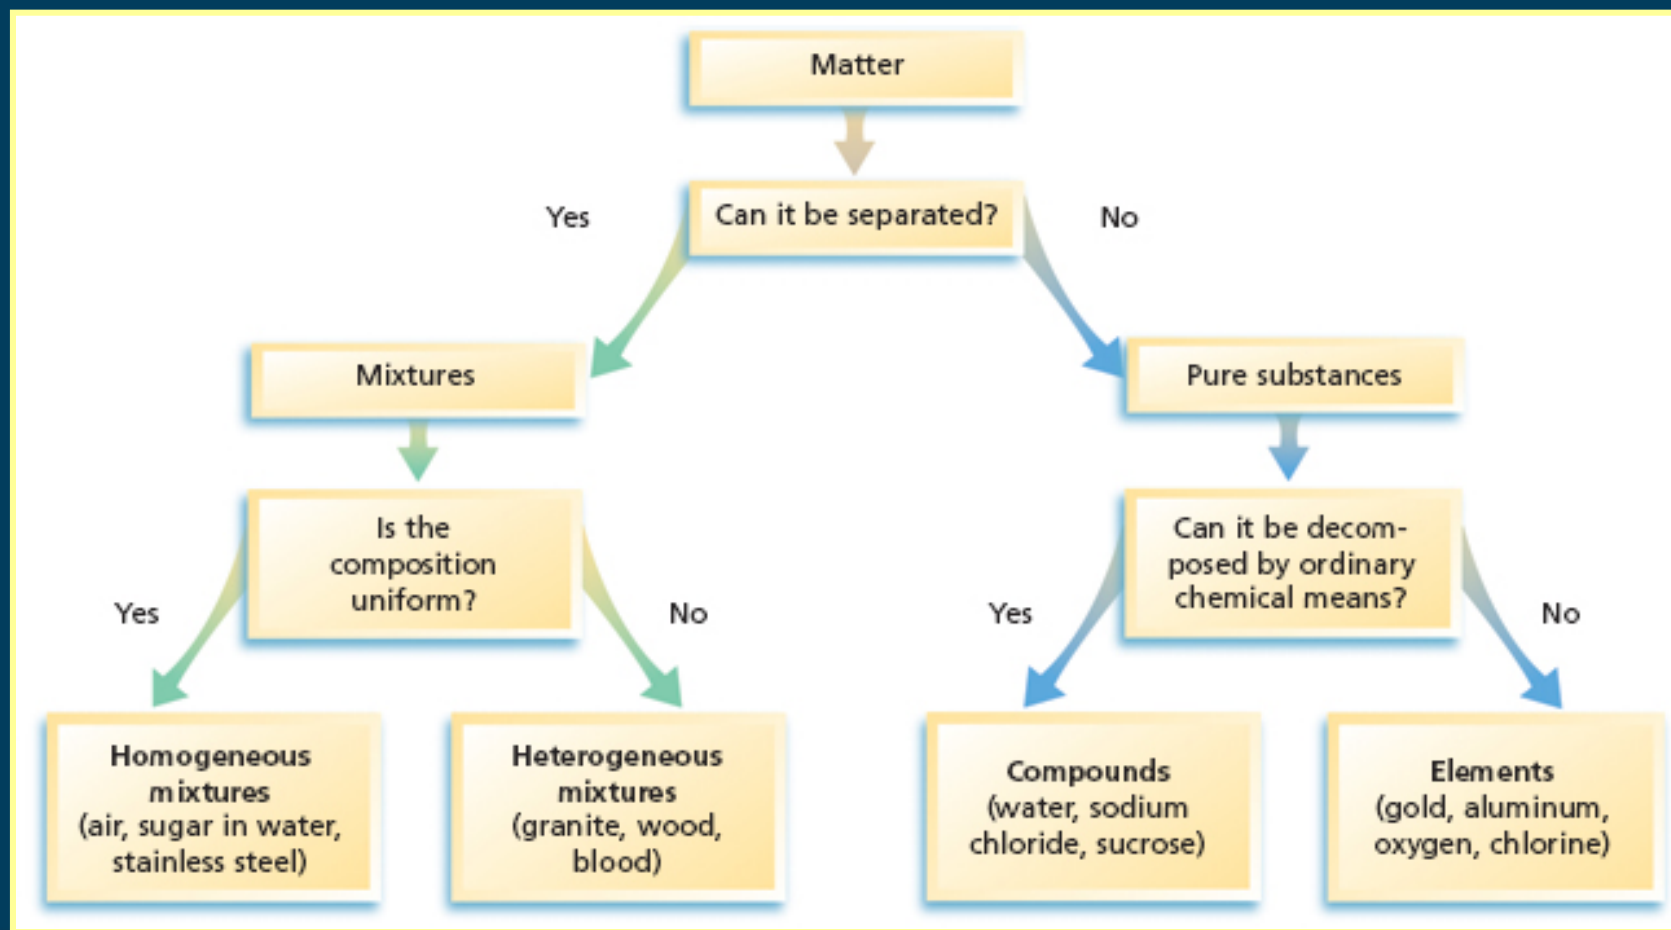 Matter
Can it be separated?
Yes
No
Mixtures
Pure substances
Is the
composition
uniform?
Yes
No
Can it be decom-
posed by ordinary
chemical means?
Yes
No
Homogeneous
mixtures
(air, sugar in water,
stainless steel)
Heterogeneous
mixtures
(granite, wood,
blood)
Compounds
(water, sodium
chloride, sucrose)
Elements
(gold, aluminum,
oxygen, chlorine)